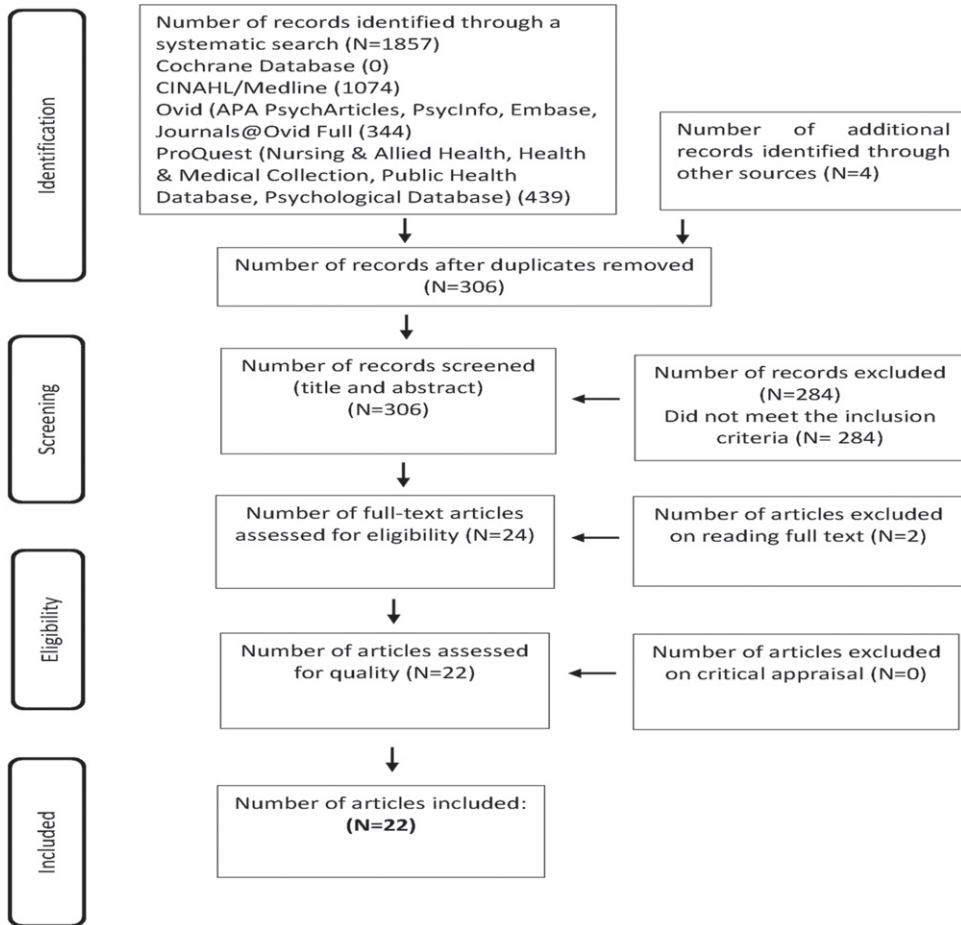 Identification
Number of records identified through a
systematic search (N=1857)
Cochrane Database (0)
CINAHL/Medline (1074)
Ovid (APA PsychArticles, PsycInfo, Embase,
Journals@Ovid Full (344)
ProQuest (Nursing & Allied Health, Health
& Medical Collection, Public Health
Database, Psychological Database) (439)
Number of additional
records identified through
other sources (N=4)
Number of records after duplicates removed
(N=306)
Screening
Number of records screened
(title and abstract)
(N=306)
Number of records excluded
(N=284)
Did not meet the inclusion
criteria (N= 284)
Number of full-text articles
assessed for eligibility (N=24)
Number of articles excluded
on reading full text (N=2)
Eligibility
Number of articles assessed
for quality (N=22)
Number of articles excluded
on critical appraisal (N=0)
Included
Number of articles included:
(N=22)